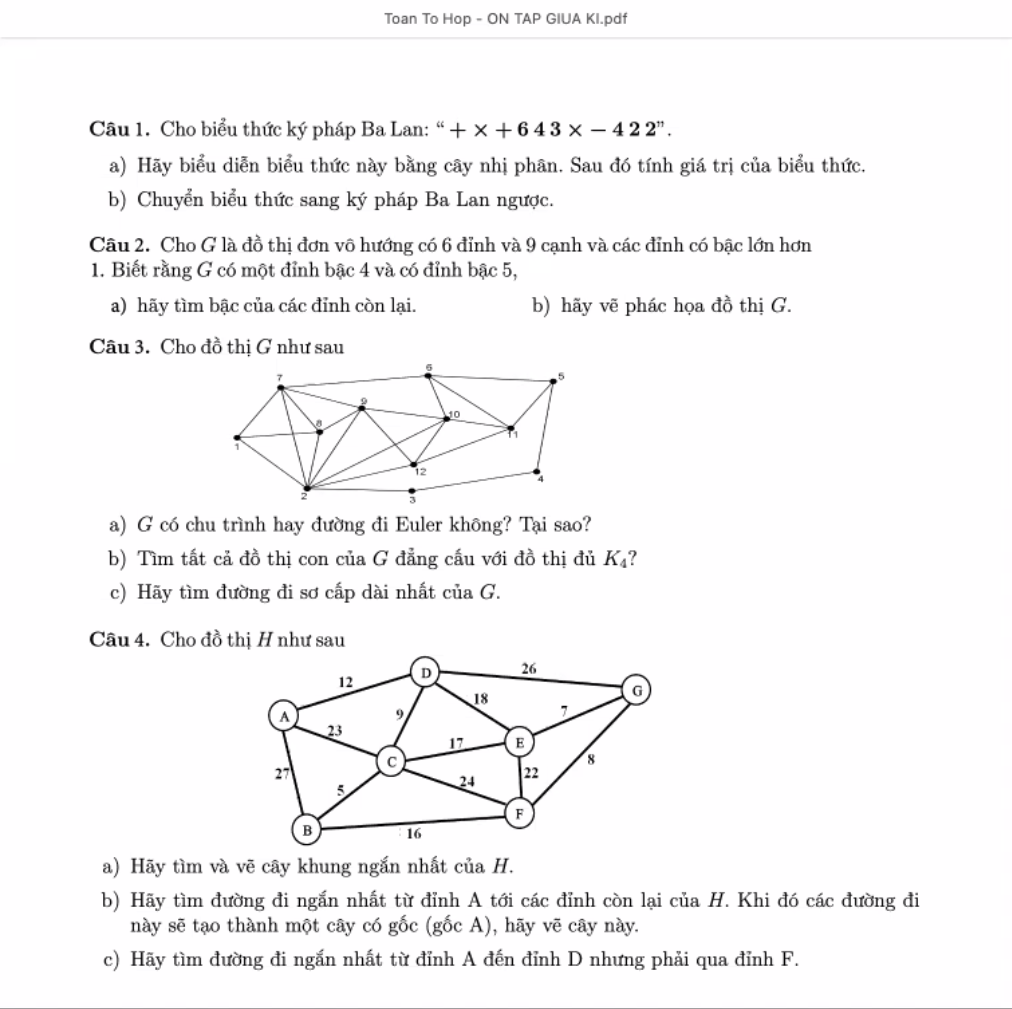 Toan To Hop - ON TAP GIUA KI.pdf
Câu 1. Cho biểu thức ký pháp Ba Lan: “ + × + 6 4 3 × − 4 2 2”.
a) Hãy biểu diễn biểu thức này bằng cây nhị phân. Sau đó tính giá trị của biểu thức.
b) Chuyển biểu thức sang ký pháp Ba Lan ngược.
Câu 2. Cho G là đồ thị đơn vô hướng có 6 đỉnh và 9 cạnh và các đỉnh có bậc lớn hơn
1. Biết rằng G có một đỉnh bậc 4 và có đỉnh bậc 5,
a) hãy tìm bậc của các đỉnh còn lại. b) hãy vẽ phác họa đồ thị G.
Câu 3. Cho đồ thị G như sau
6
7 5
9
10
8
11
1
12
4
2
3
a) G có chu trình hay đường đi Euler không? Tại sao?
b) Tìm tất cả đồ thị con của G đẳng cấu với đồ thị đủ K₄?
c) Hãy tìm đường đi sơ cấp dài nhất của G.
Câu 4. Cho đồ thị H như sau
D 26
12
18 G
A 9 7
23
17 E
C 8
27 24 22
5
F
B 16
a) Hãy tìm và vẽ cây khung ngắn nhất của H.
b) Hãy tìm đường đi ngắn nhất từ đỉnh A tới các đỉnh còn lại của H. Khi đó các đường đi
này sẽ tạo thành một cây có gốc (gốc A), hãy vẽ cây này.
c) Hãy tìm đường đi ngắn nhất từ đỉnh A đến đỉnh D nhưng phải qua đỉnh F.